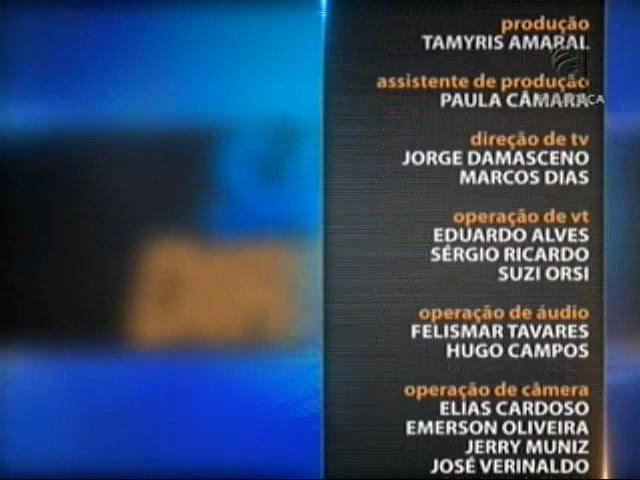 produção
TAMYRIS AMARAL
assistente de produção
PAULA CÂMARA
direção de tv
JORGE DAMASCENO
MARCOS DIAS
operação de vt
EDUARDO ALVES
SÉRGIO RICARDO
SUZI ORSI
operação de áudio
FELISMAR TAVARES
HUGO CAMPOS
operação de câmera
ELIAS CARDOSO
EMERSON OLIVEIRA
JERRY MUNIZ
JOSÉ VERINALDO